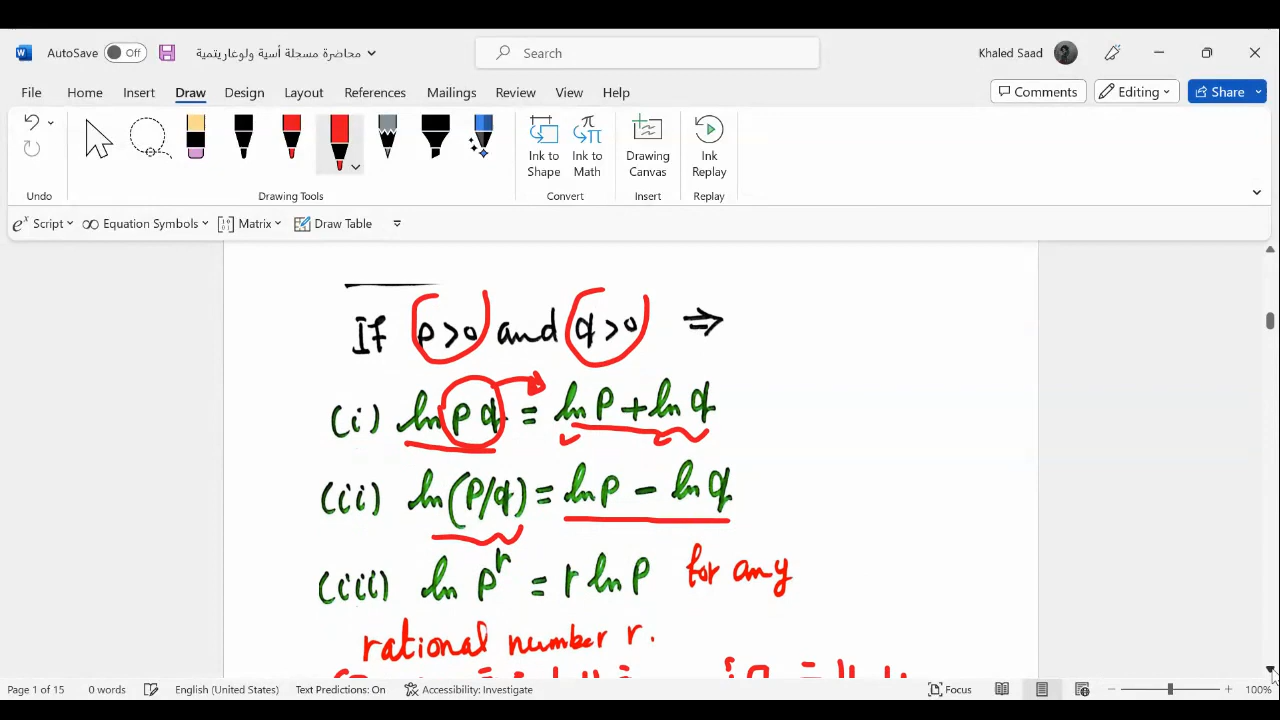 AutoSave Off محاضرة مسجلة أسية ولوغاريتمية Search Khaled Saad
File Home Insert Draw Design Layout References Mailings Review View Help Comments Editing Share
Undo
Ink to Shape
Ink to Math
Drawing Canvas
Ink Replay
Undo Drawing Tools Convert Insert Replay
Script Equation Symbols Matrix Draw Table
If p>0 and q>0 ⇒
(i) ln pq = ln p + ln q
(ii) ln(p/q) = ln p - ln q
(iii) ln p^r = r ln p for any
rational number r.
Page 1 of 15 0 words English (United States) Text Predictions: On Accessibility: Investigate Focus 100%